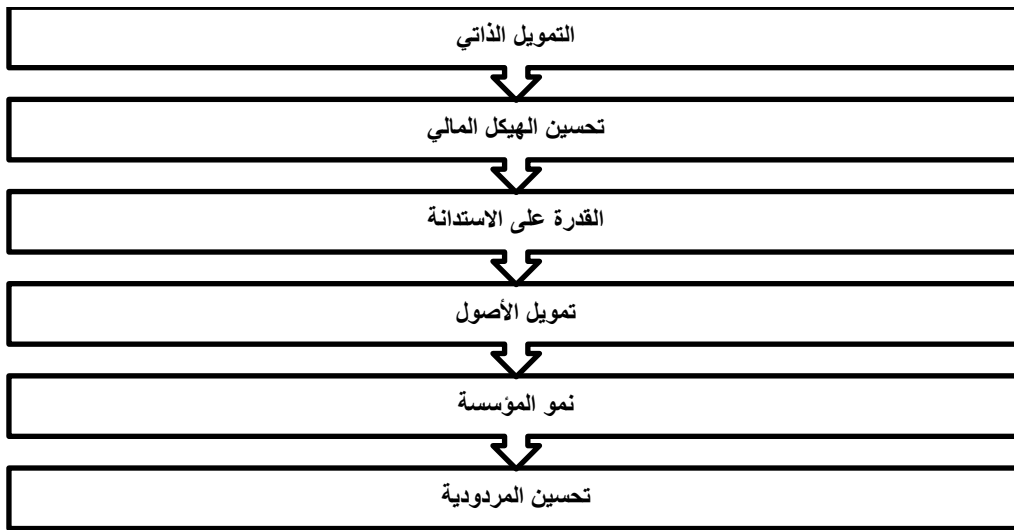 التمويل الذاتي
تحسين الهيكل المالي
القدرة على الاستدانة
تمويل الأصول
نمو المؤسسة
تحسين المردودية